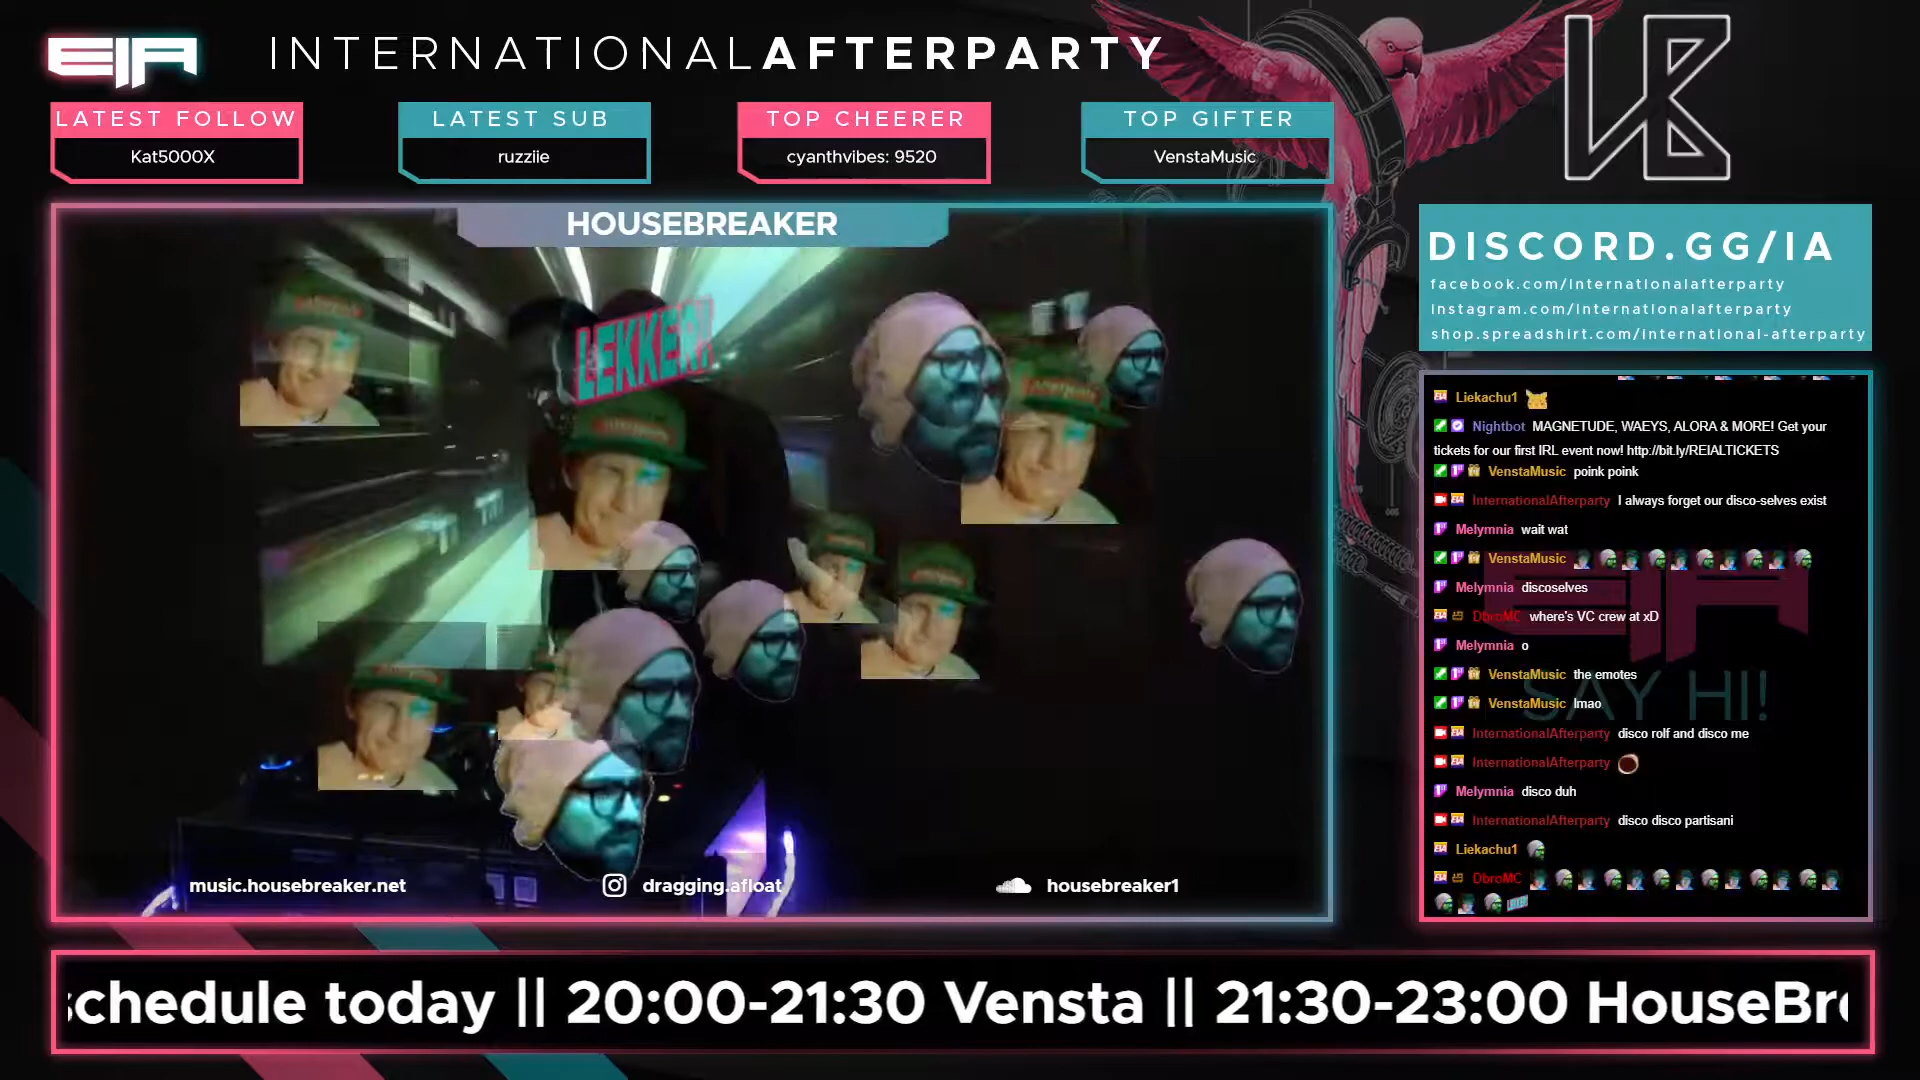 EIA
INTERNATIONALAFTERPARTY
LATEST FOLLOW
Kat5000X
LATEST SUB
ruzziie
TOP CHEERER
cyanthvibes: 9520
TOP GIFTER
VenstaMusic
HOUSEBREAKER
LEKKER!
music.housebreaker.net
dragging.afloat
housebreaker1
DISCORD.GG/IA
facebook.com/internationalafterparty
instagram.com/internationalafterparty
shop.spreadshirt.com/international-afterparty
Liekachu1
Nightbot MAGNETUDE, WAEYS, ALORA & MORE! Get your
tickets for our first IRL event now! http://bit.ly/REIALTICKETS
VenstaMusic poink poink
InternationalAfterparty I always forget our disco-selves exist
Melymnia wait wat
VenstaMusic
Melymnia discoselves
DbroMC where's VC crew at xD
Melymnia o
VenstaMusic the emotes
VenstaMusic lmao
SAY HI!
InternationalAfterparty disco rolf and disco me
InternationalAfterparty
Melymnia disco duh
InternationalAfterparty disco disco partisani
Liekachu1
DbroMC
LEKKER!
chedule today || 20:00-21:30 Vensta || 21:30-23:00 HouseBre